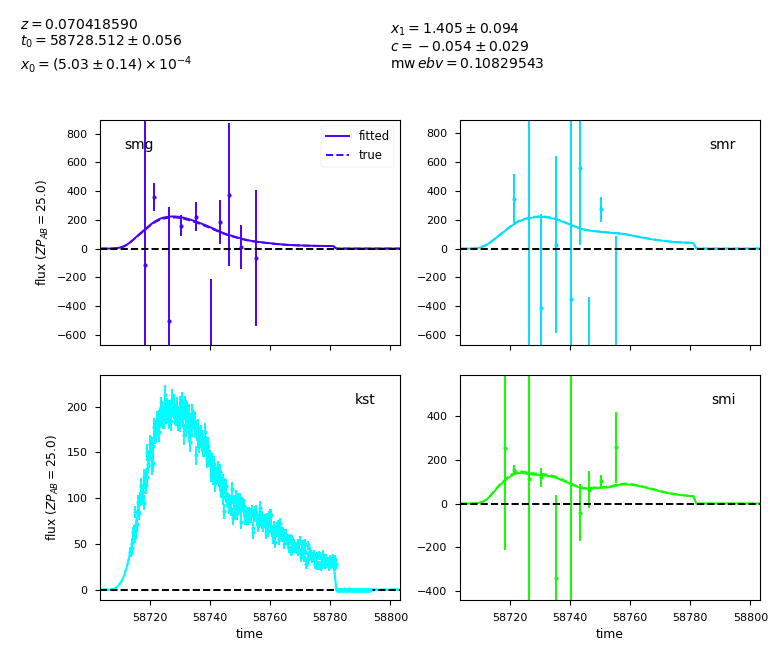 z = 0.070418590
t0 = 58728.512 ± 0.056
x0 = (5.03 ± 0.14) × 10^−4
x1 = 1.405 ± 0.094
c = −0.054 ± 0.029
mw ebv = 0.10829543
smg
fitted
true
800
600
400
200
0
−200
−400
−600
flux (ZP_AB = 25.0)
smr
800
600
400
200
0
−200
−400
−600
kst
200
150
100
50
0
flux (ZP_AB = 25.0)
58720 58740 58760 58780 58800
time
smi
400
200
0
−200
−400
58720 58740 58760 58780 58800
time